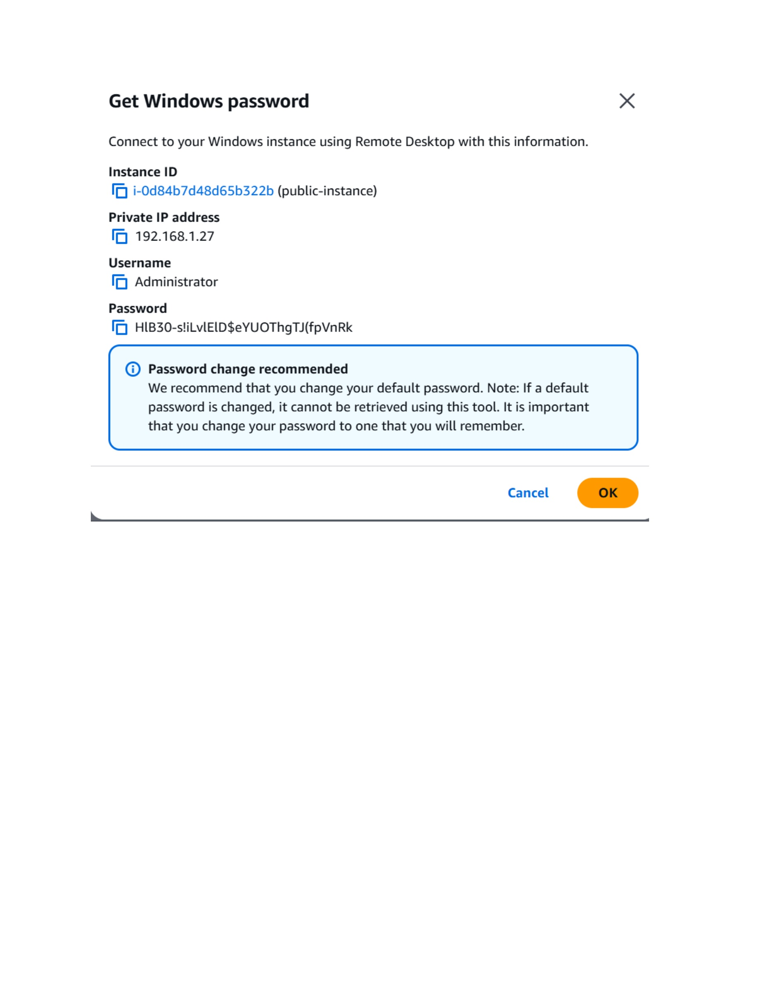 Get Windows password
Connect to your Windows instance using Remote Desktop with this information.
Instance ID
i-0d84b7d48d65b322b (public-instance)
Private IP address
192.168.1.27
Username
Administrator
Password
HlB30-s!iLvlElD$eYUOThgTJ(fpVnRk
Password change recommended
We recommend that you change your default password. Note: If a default
password is changed, it cannot be retrieved using this tool. It is important
that you change your password to one that you will remember.
Cancel
OK